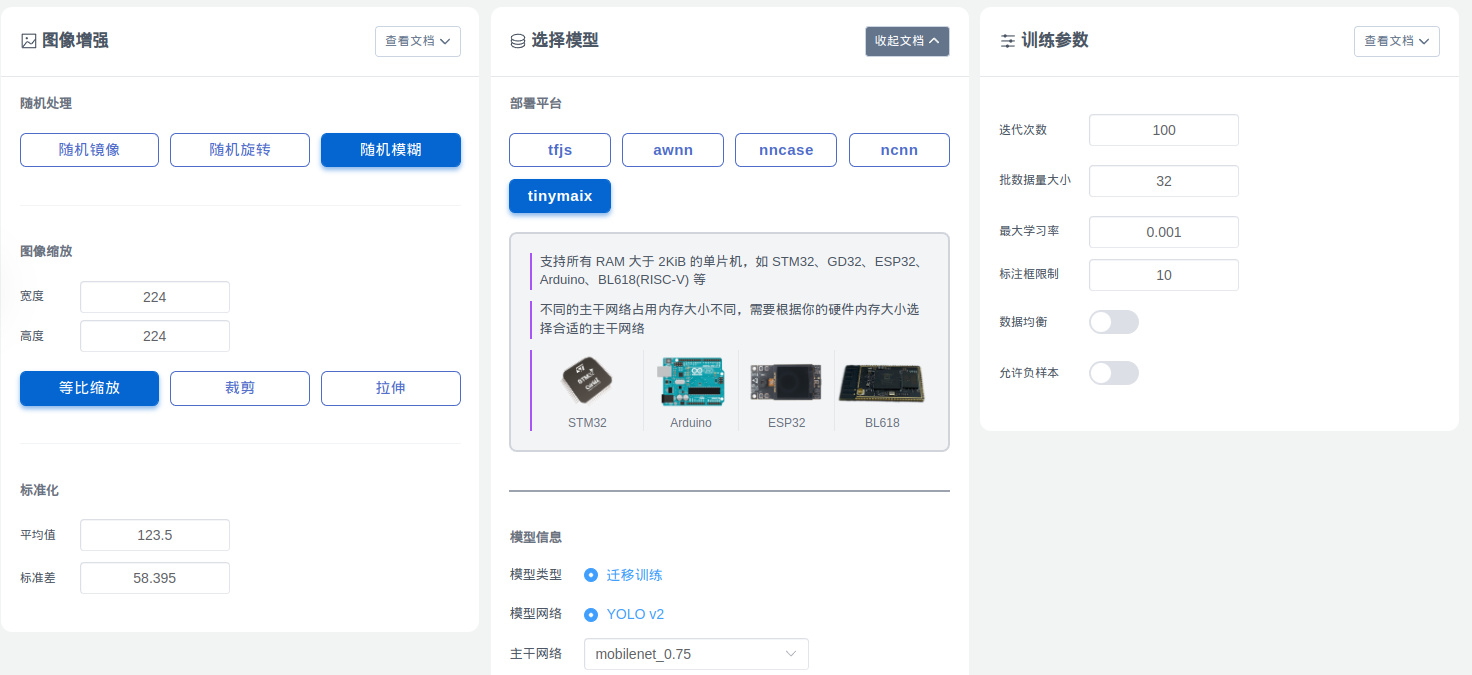 图像增强
查看文档
随机处理
随机镜像
随机旋转
随机模糊
图像缩放
宽度
224
高度
224
等比缩放
裁剪
拉伸
标准化
平均值
123.5
标准差
58.395
选择模型
收起文档
部署平台
tfjs
awnn
nncase
ncnn
tinymaix
支持所有 RAM 大于 2KiB 的单片机，如 STM32、GD32、ESP32、
Arduino、BL618(RISC-V) 等
不同的主干网络占用内存大小不同，需要根据你的硬件内存大小选
择合适的主干网络
STM32
Arduino
ESP32
BL618
模型信息
模型类型
迁移训练
模型网络
YOLO v2
主干网络
mobilenet_0.75
训练参数
查看文档
迭代次数
100
批数据量大小
32
最大学习率
0.001
标注框限制
10
数据均衡
允许负样本